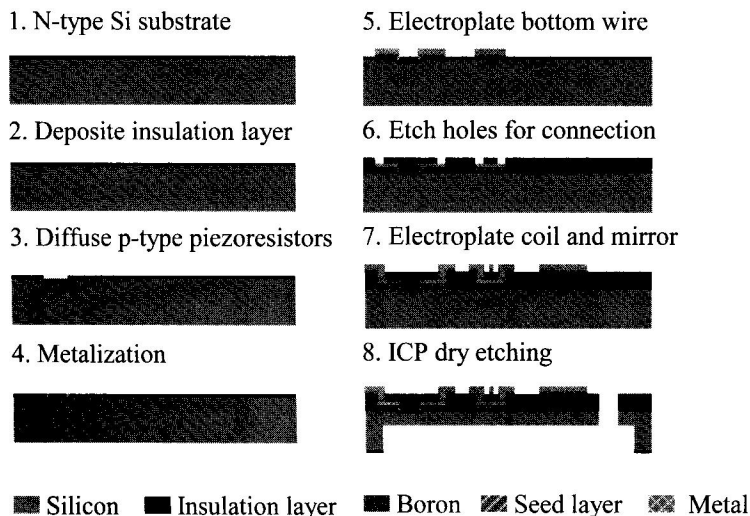 1. N-type Si substrate
2. Deposite insulation layer
3. Diffuse p-type piezoresistors
4. Metalization
5. Electroplate bottom wire
6. Etch holes for connection
7. Electroplate coil and mirror
8. ICP dry etching
Silicon Insulation layer Boron Seed layer Metal